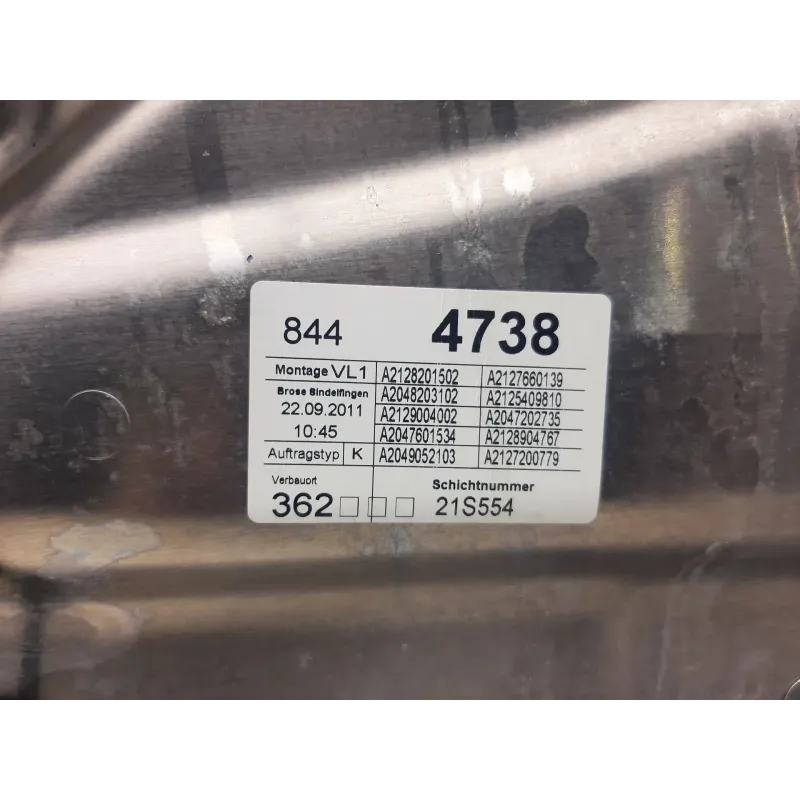 844 4738
Montage VL1 A2128201502 A2127660139
Brose Sindelfingen A2048203102 A2125409810
22.09.2011 A2129004002 A2047202735
10:45 A2047601534 A2128904767
Auftragstyp K A2049052103 A2127200779
Verbauort Schichtnummer
362□□□ 21S554